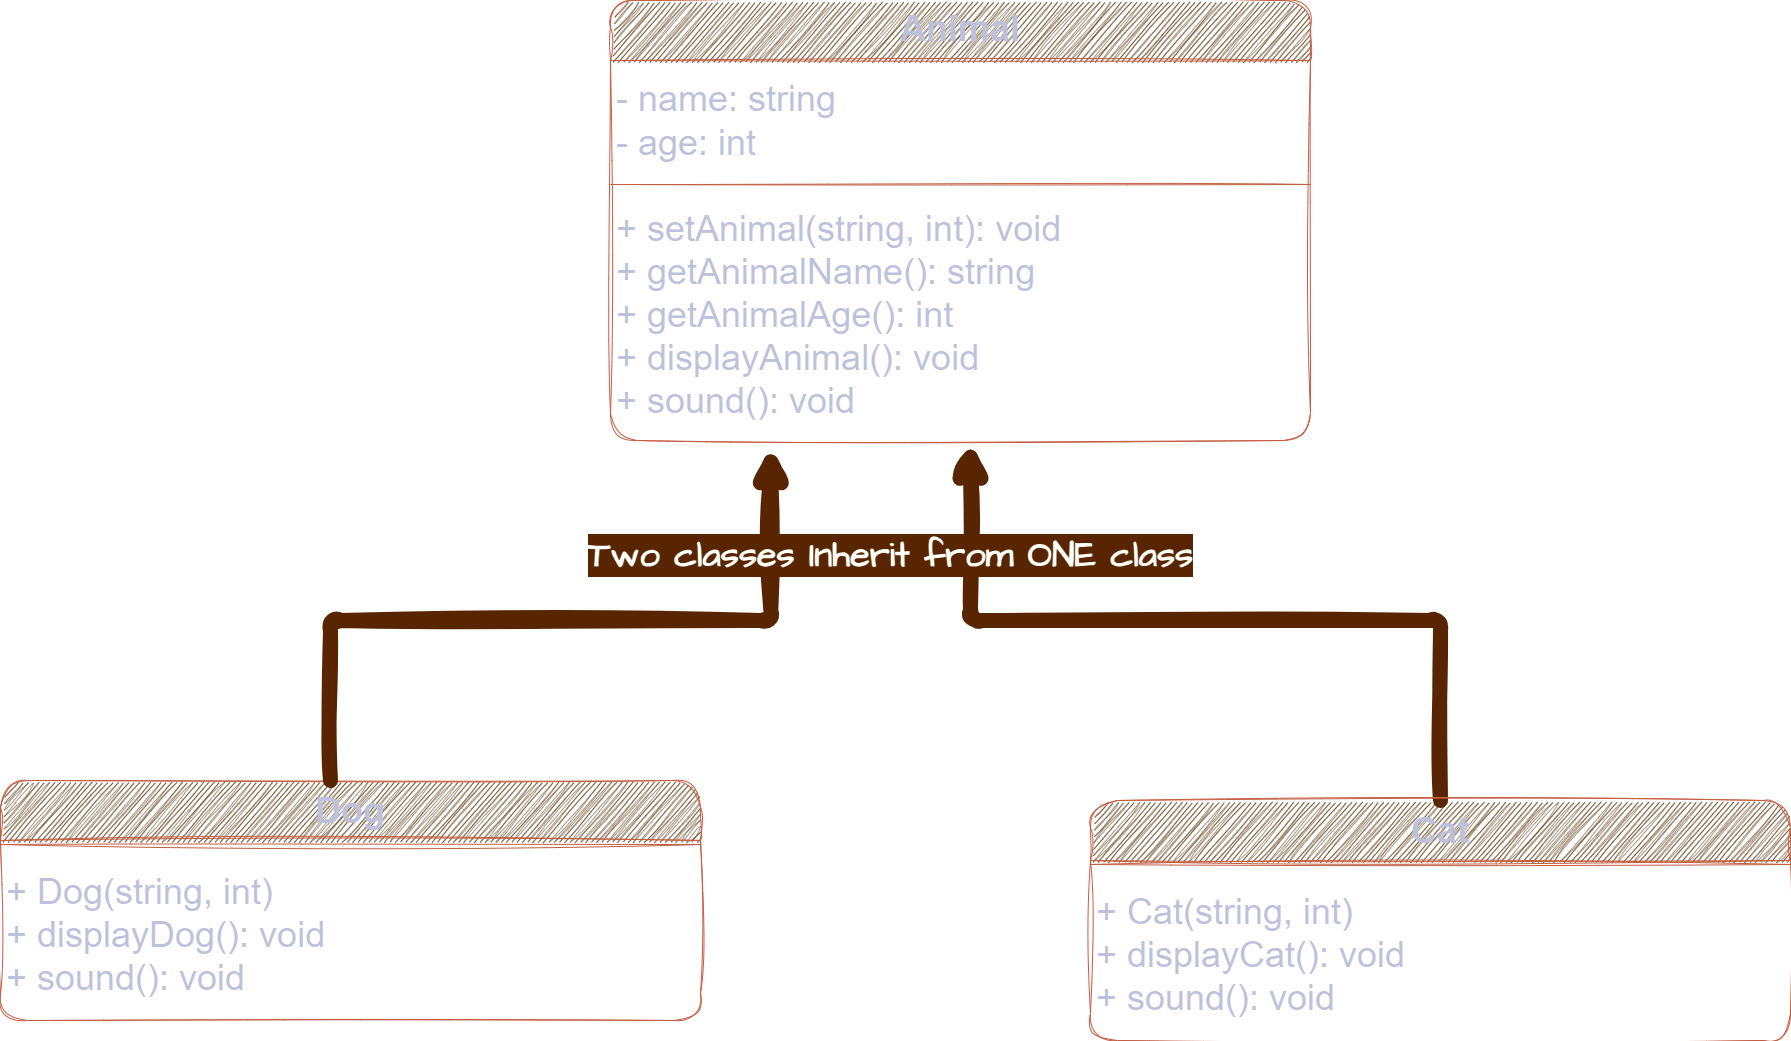 Animal
- name: string
- age: int
+ setAnimal(string, int): void
+ getAnimalName(): string
+ getAnimalAge(): int
+ displayAnimal(): void
+ sound(): void
Two classes Inherit from ONE class
Dog
+ Dog(string, int)
+ displayDog(): void
+ sound(): void
Cat
+ Cat(string, int)
+ displayCat(): void
+ sound(): void